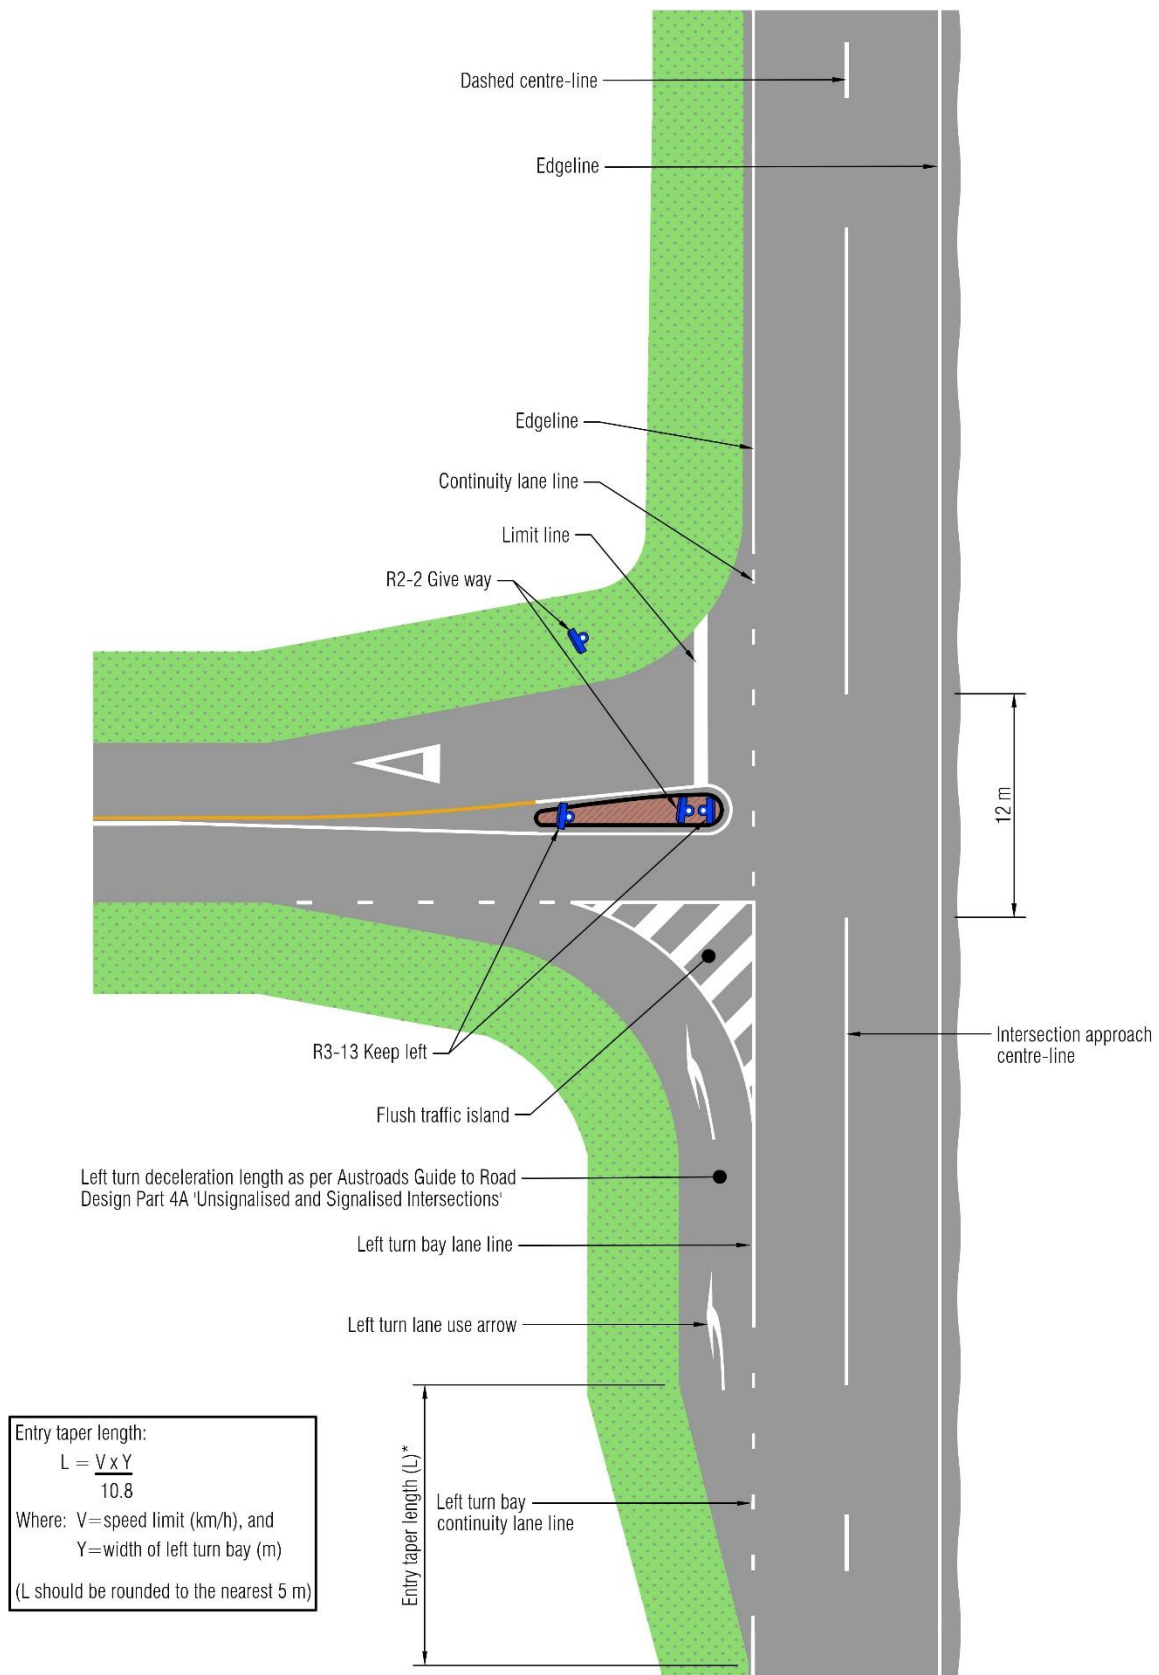 Dashed centre-line
Edgeline
Edgeline
Continuity lane line
Limit line
R2-2 Give way
12 m
Intersection approach
centre-line
R3-13 Keep left
Flush traffic island
Left turn deceleration length as per Austroads Guide to Road
Design Part 4A 'Unsignalised and Signalised Intersections'
Left turn bay lane line
Left turn lane use arrow
Entry taper length (L)*
Left turn bay
continuity lane line
Entry taper length:
L = V x Y
10.8
Where: V=speed limit (km/h), and
Y=width of left turn bay (m)
(L should be rounded to the nearest 5 m)